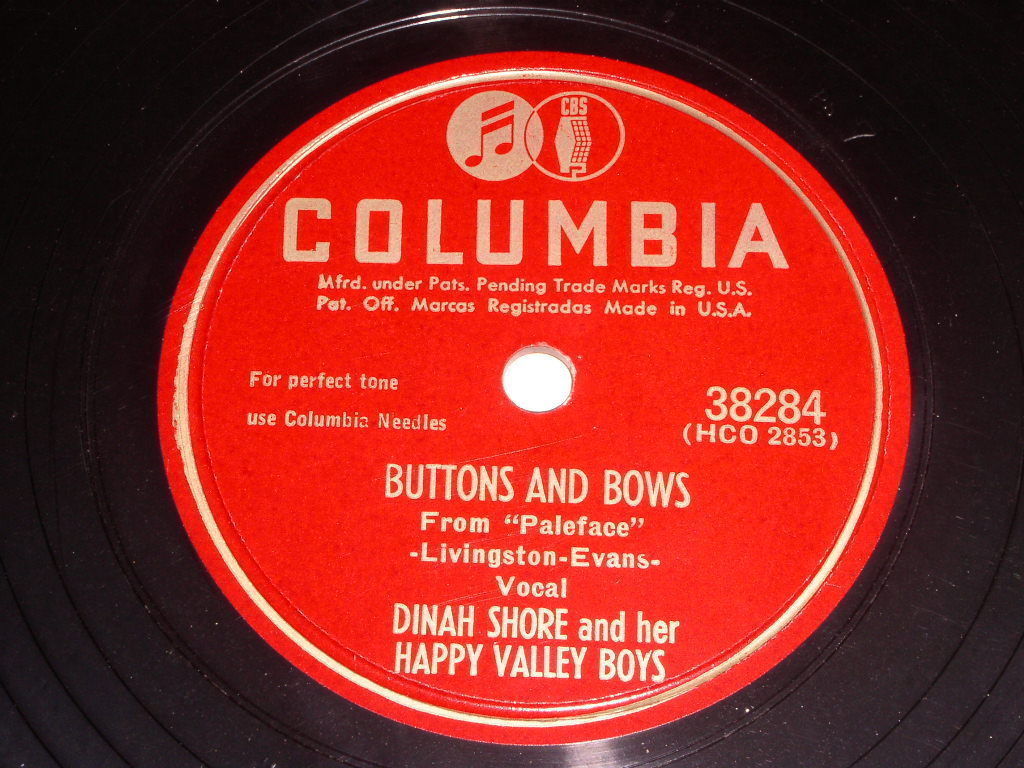 CBS
COLUMBIA
Mfrd. under Pats. Pending Trade Marks Reg. U.S.
Pat. Off. Marcas Registradas Made in U.S.A.
For perfect tone
use Columbia Needles
38284
(HCO 2853)
BUTTONS AND BOWS
From "Paleface"
-Livingston-Evans-
Vocal
DINAH SHORE and her
HAPPY VALLEY BOYS